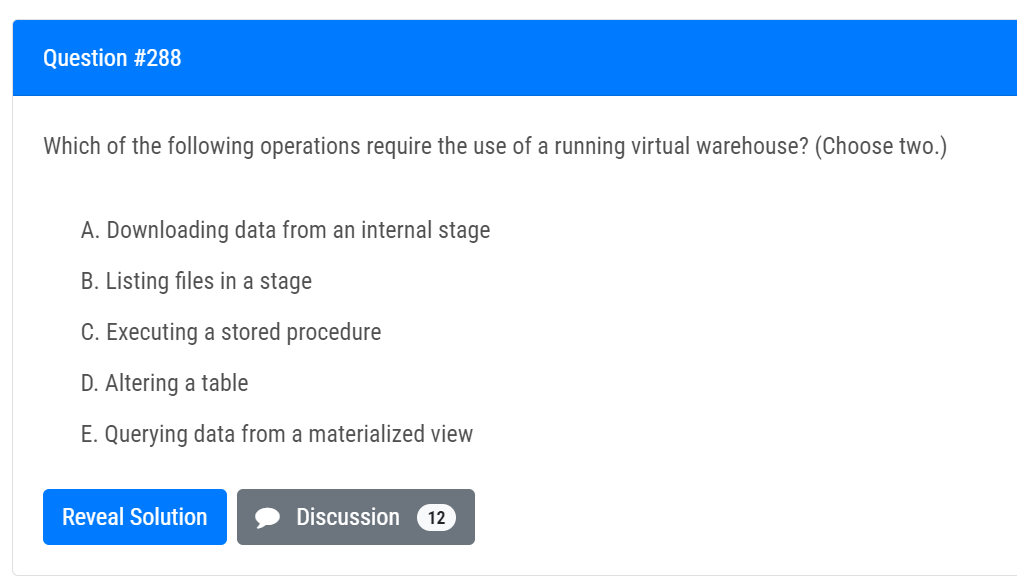 Question #288
Which of the following operations require the use of a running virtual warehouse? (Choose two.)
A. Downloading data from an internal stage
B. Listing files in a stage
C. Executing a stored procedure
D. Altering a table
E. Querying data from a materialized view
Reveal Solution Discussion 12